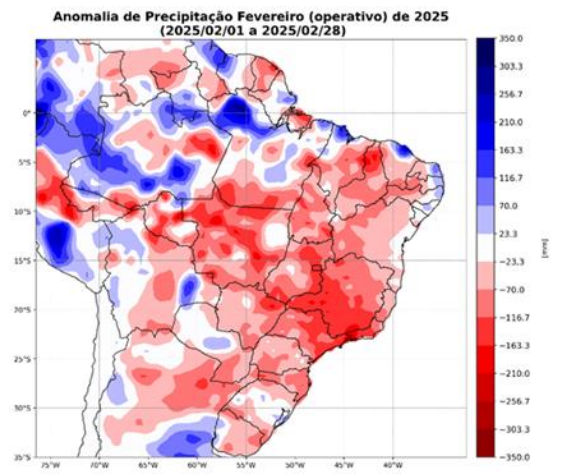 Anomalia de Precipitação Fevereiro (operativo) de 2025
(2025/02/01 a 2025/02/28)
350.0
303.3
256.7
210.0
163.3
116.7
70.0
23.3
−23.3
−70.0
−116.7
−163.3
−210.0
−256.7
−303.3
−350.0
[mm]
0°
5°S
10°S
15°S
20°S
25°S
30°S
35°S
75°W 70°W 65°W 60°W 55°W 50°W 45°W 40°W